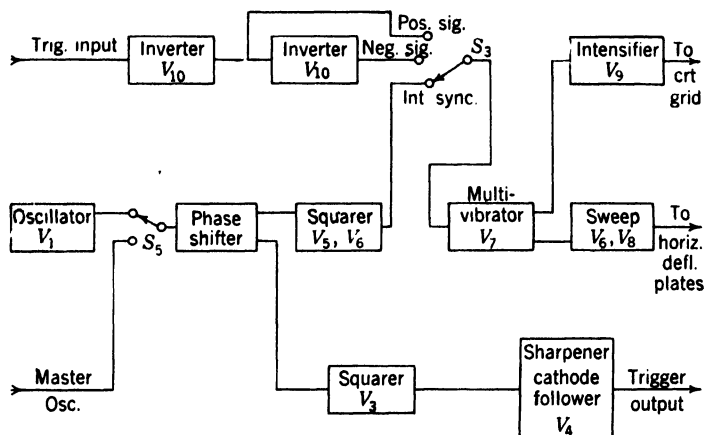 Trig. input
Inverter
V10
Inverter
V10
Pos. sig.
Neg. sig.
S3
Int sync.
Intensifier
V9
To
crt
grid
Oscillator
V1
S5
Phase
shifter
Squarer
V5, V6
Multi-
vibrator
V7
Sweep
V6, V8
To
horiz.
defl.
plates
Master
Osc.
Squarer
V3
Sharpener
cathode
follower
V4
Trigger
output